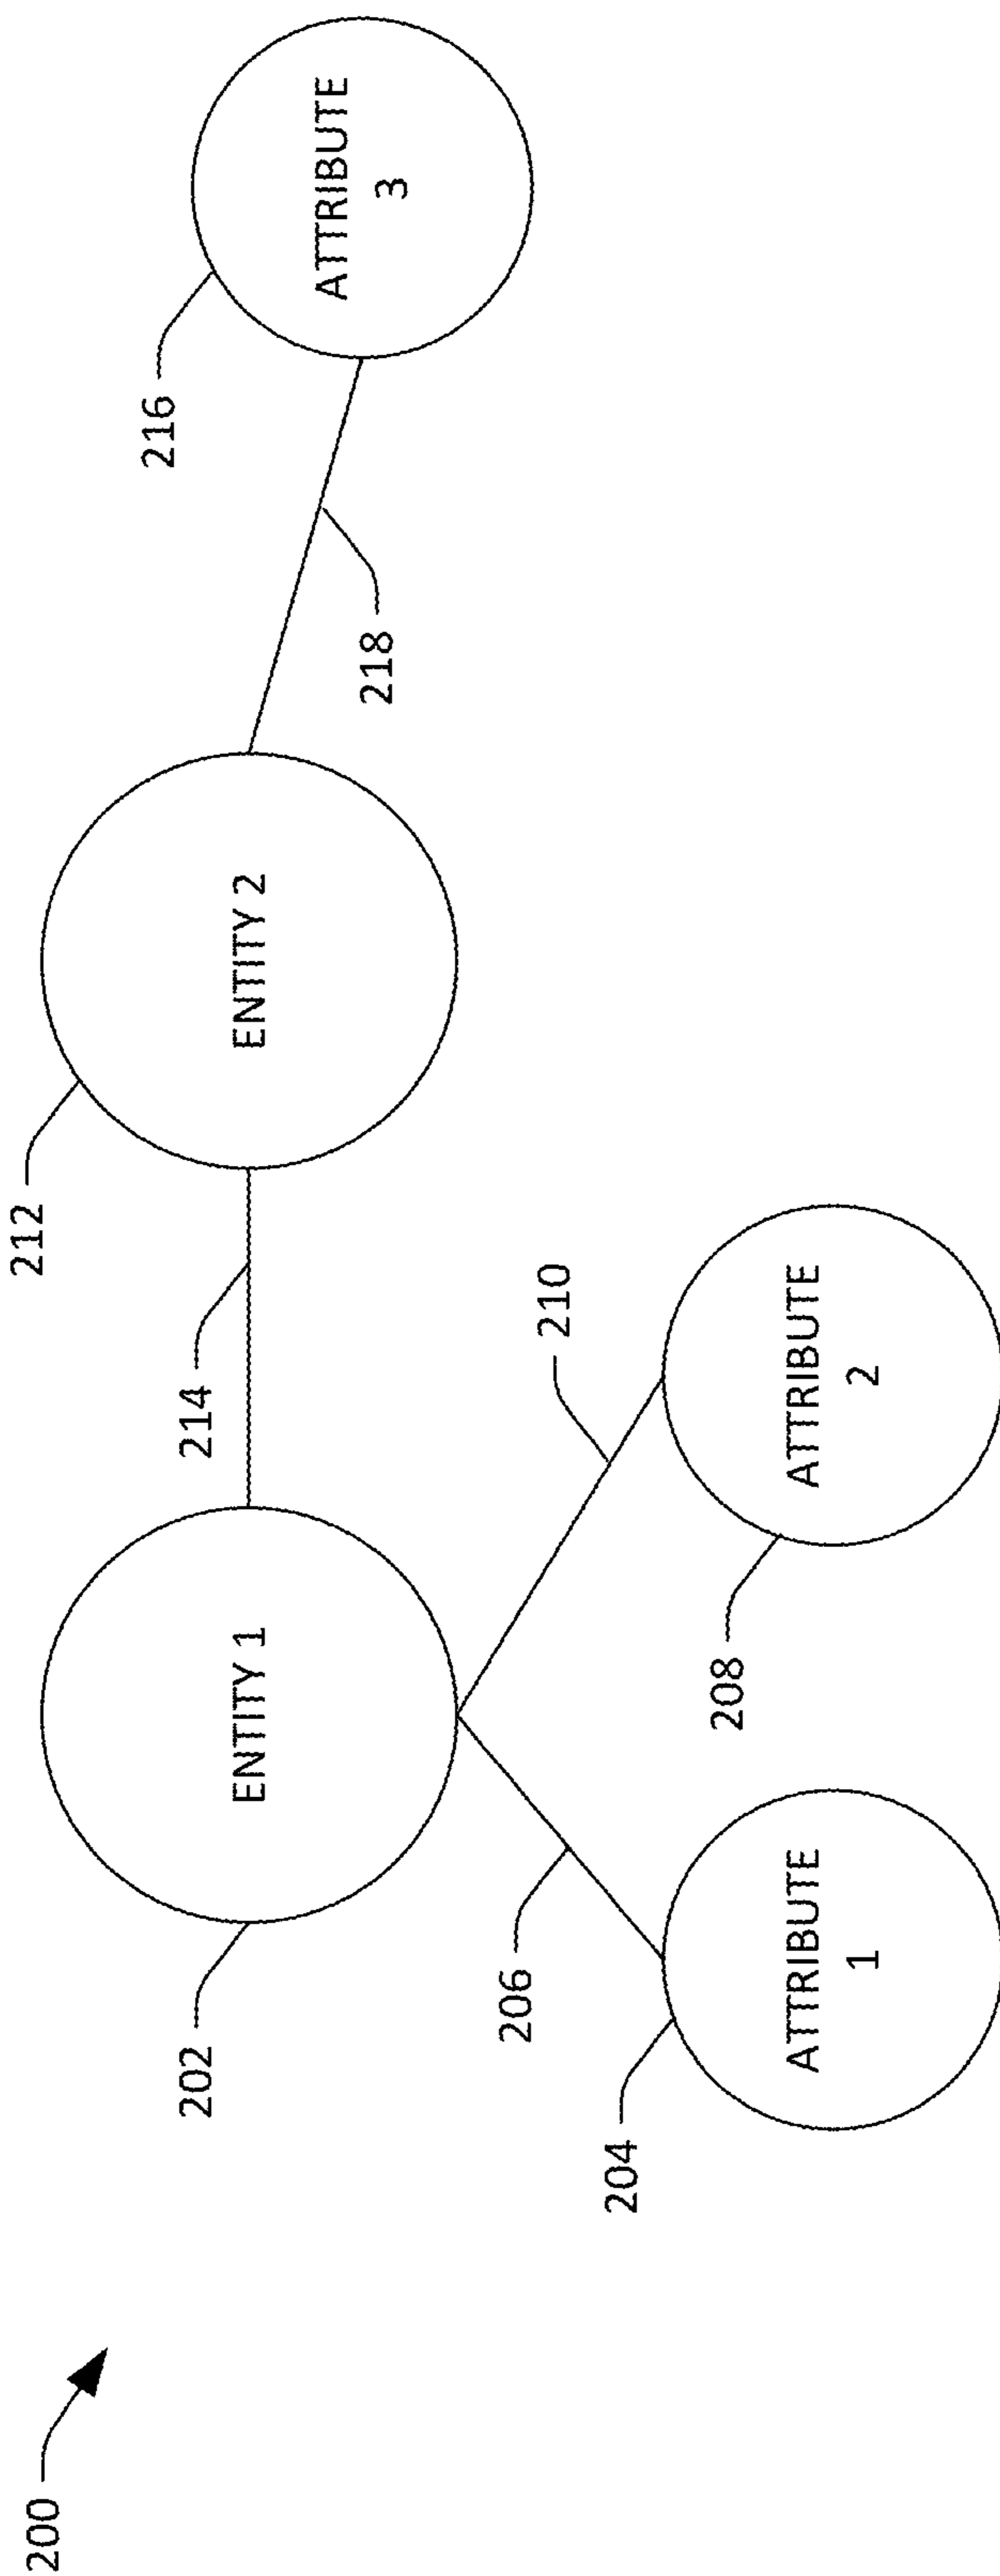 200
202
ENTITY 1
214
212
ENTITY 2
216
ATTRIBUTE
3
218
206
210
204
ATTRIBUTE
1
208
ATTRIBUTE
2